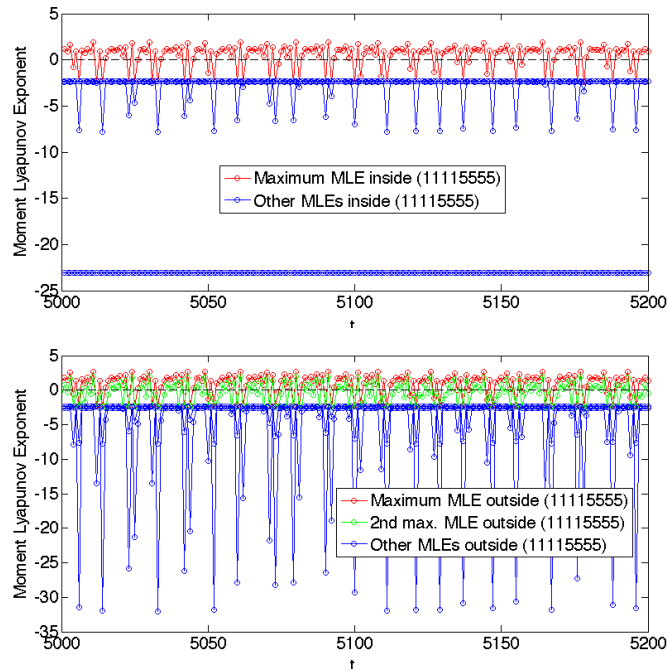 Moment Lyapunov Exponent
5
0
-5
-10
-15
-20
-25
Maximum MLE inside (11115555)
Other MLEs inside (11115555)
5000
5050
5100
5150
5200
t
Moment Lyapunov Exponent
5
0
-5
-10
-15
-20
-25
-30
-35
Maximum MLE outside (11115555)
2nd max. MLE outside (11115555)
Other MLEs outside (11115555)
5000
5050
5100
5150
5200
t